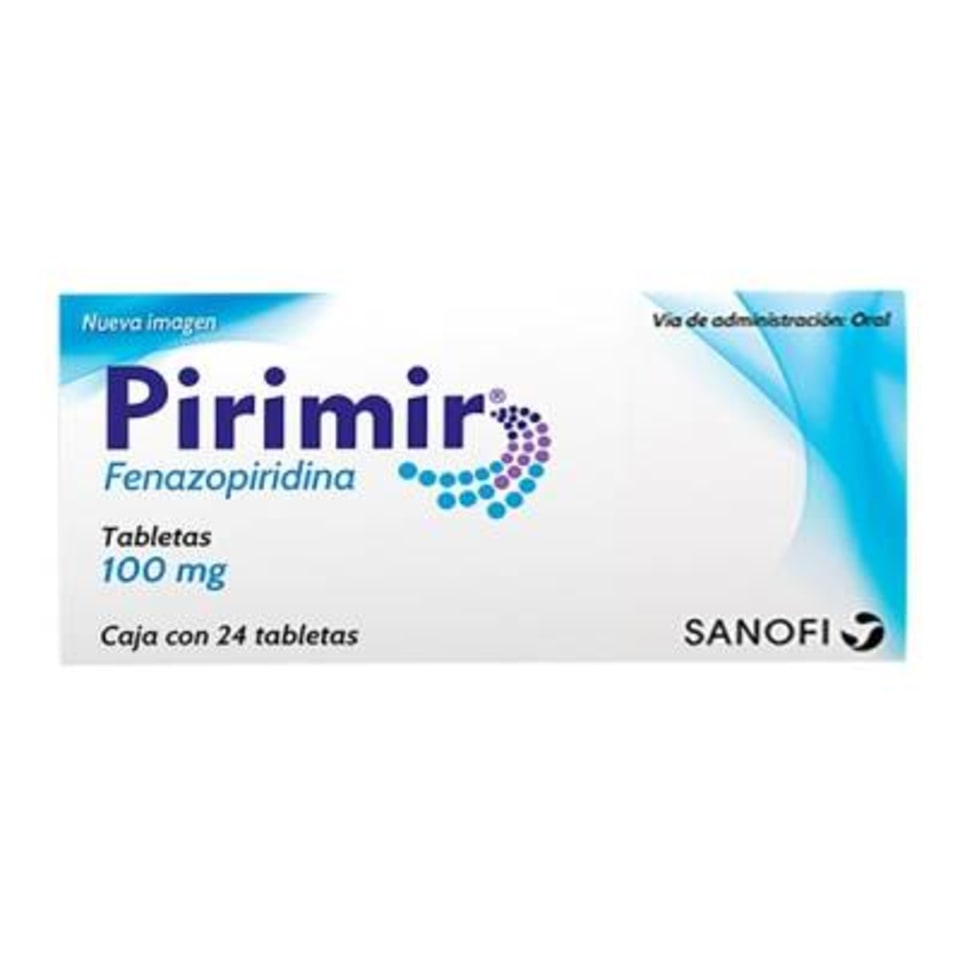 Nueva imagen
Vía de administración: Oral
Pirimir®
Fenazopiridina
Tabletas
100 mg
Caja con 24 tabletas
SANOFI